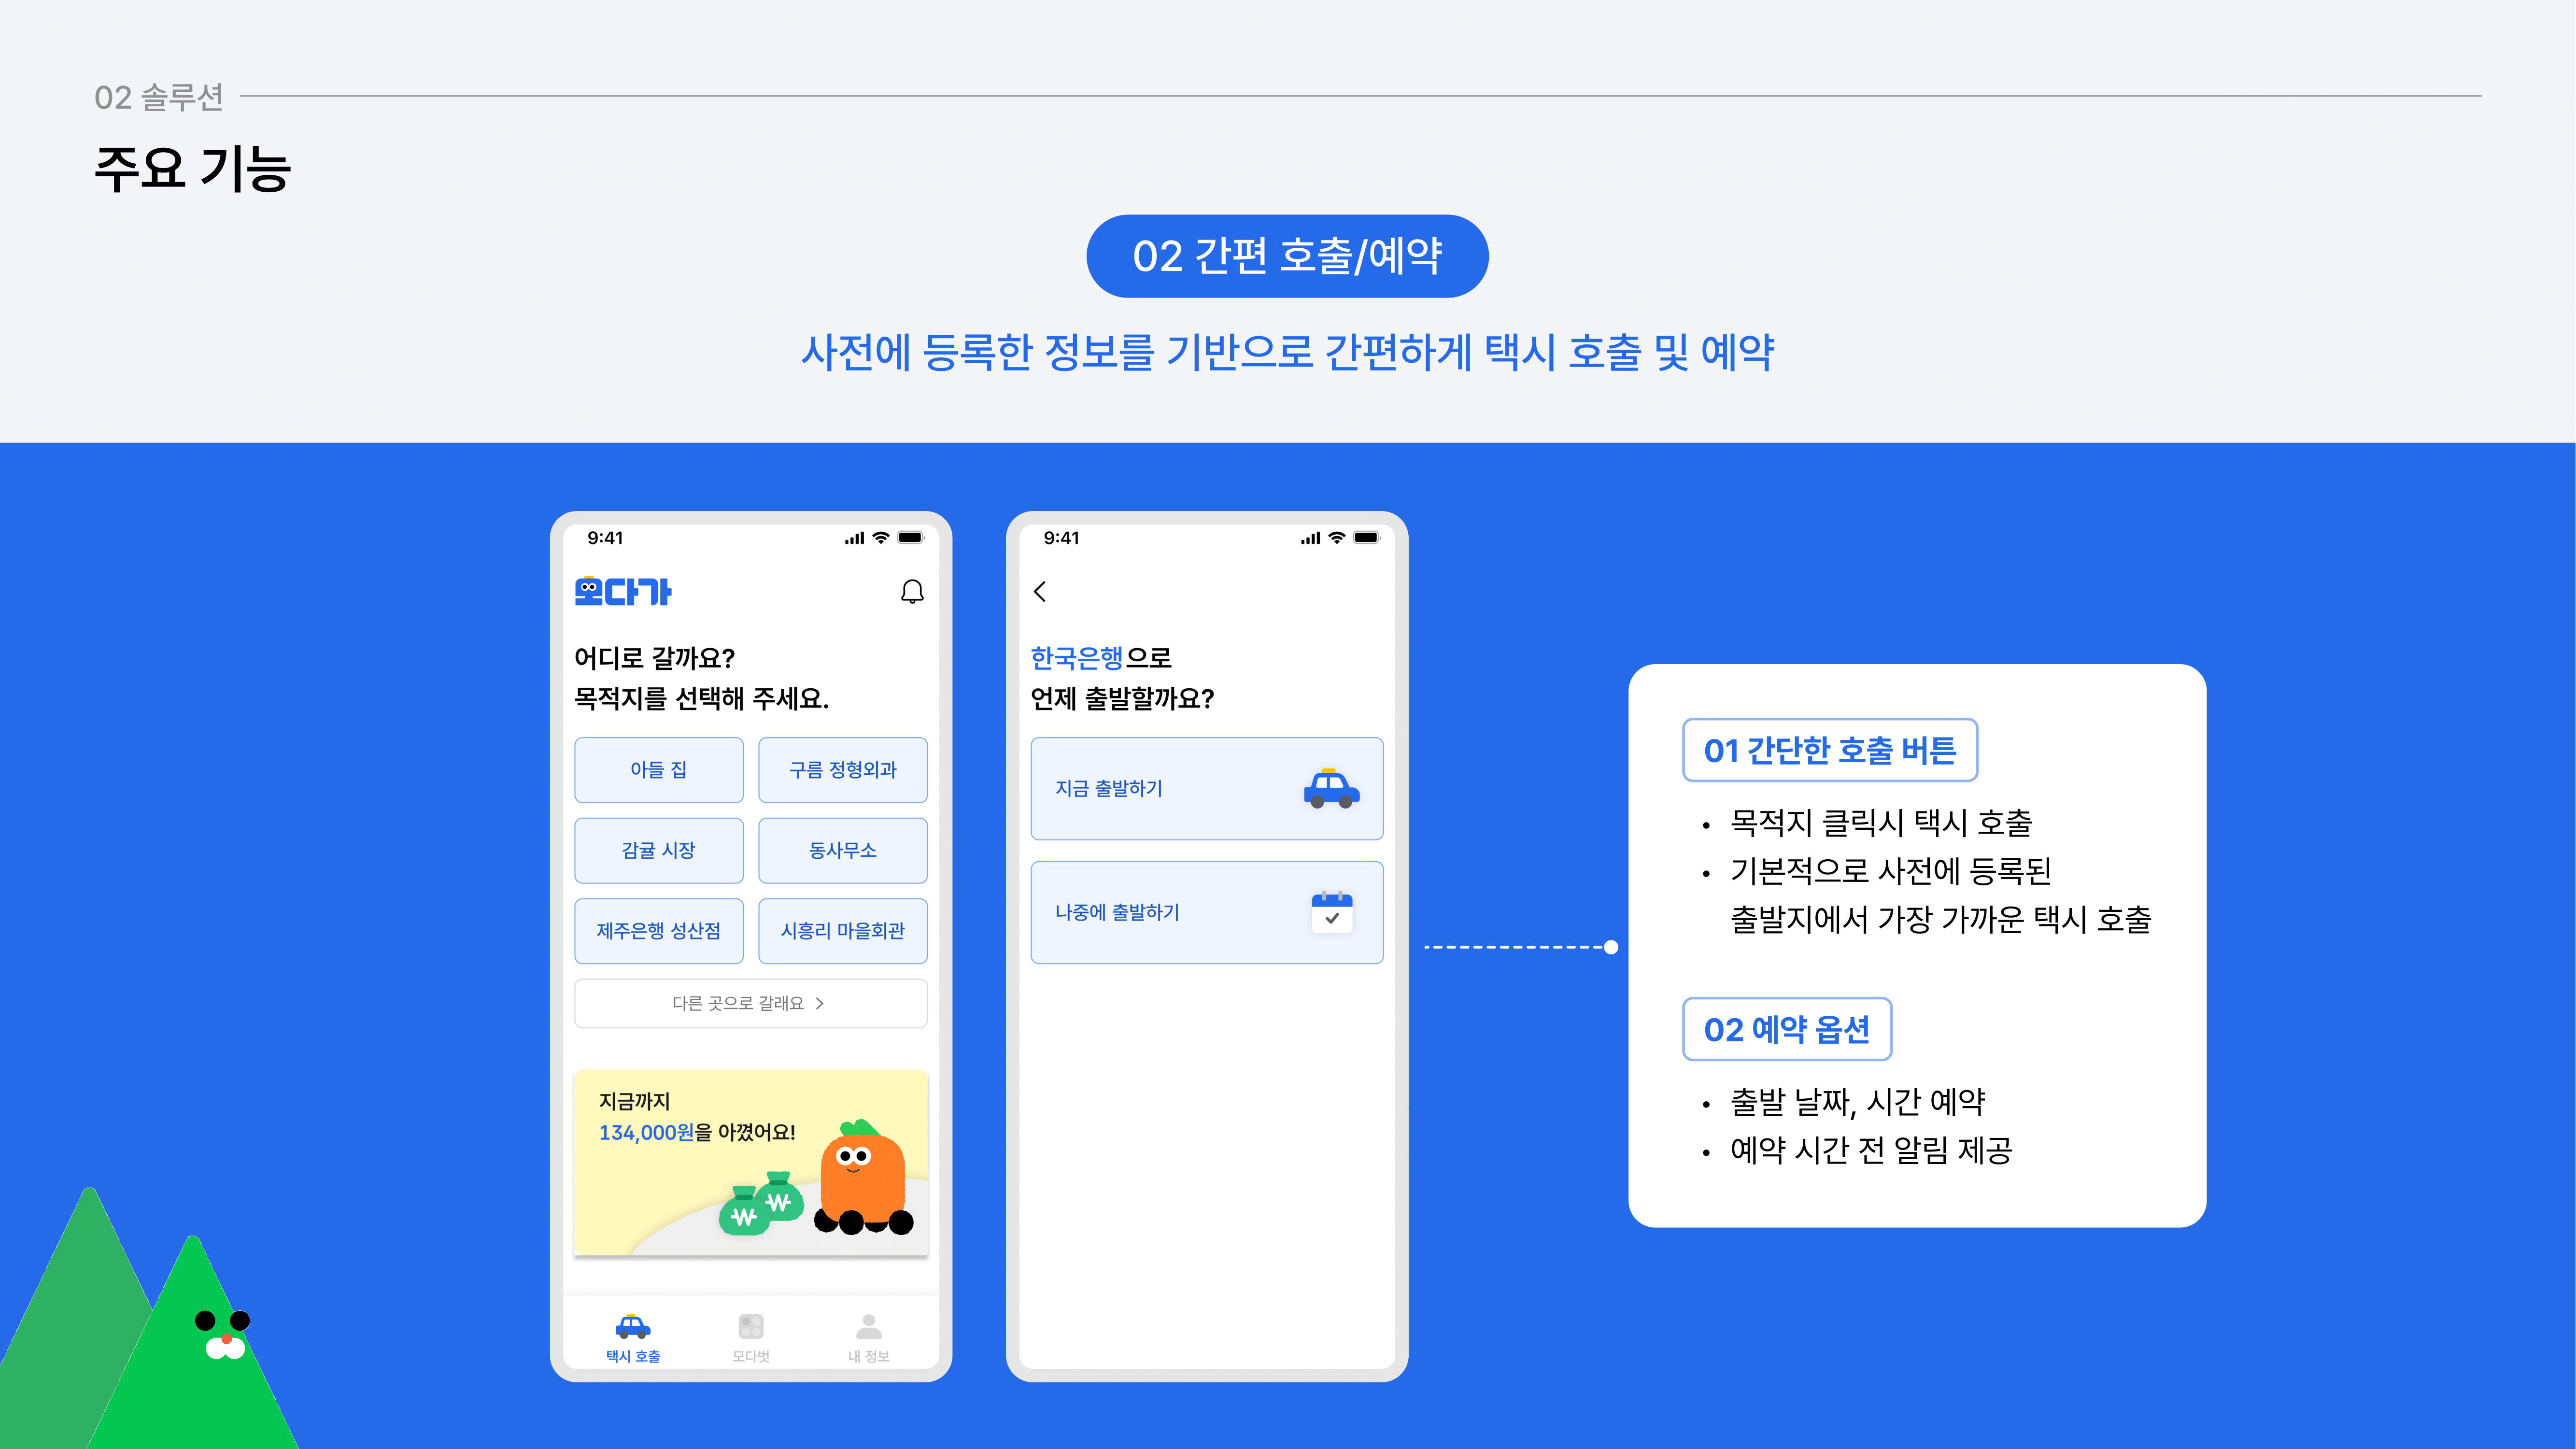 02 솔루션
주요 기능
02 간편 호출/예약
사전에 등록한 정보를 기반으로 간편하게 택시 호출 및 예약
9:41
모다가
어디로 갈까요?
목적지를 선택해 주세요.
아들 집
구름 정형외과
감귤 시장
동사무소
제주은행 성산점
시흥리 마을회관
다른 곳으로 갈래요 >
지금까지
134,000원을 아꼈어요!
₩ ₩
택시 호출
모다벗
내 정보
9:41
한국은행으로
언제 출발할까요?
지금 출발하기
나중에 출발하기
01 간단한 호출 버튼
• 목적지 클릭시 택시 호출
• 기본적으로 사전에 등록된
출발지에서 가장 가까운 택시 호출
02 예약 옵션
• 출발 날짜, 시간 예약
• 예약 시간 전 알림 제공